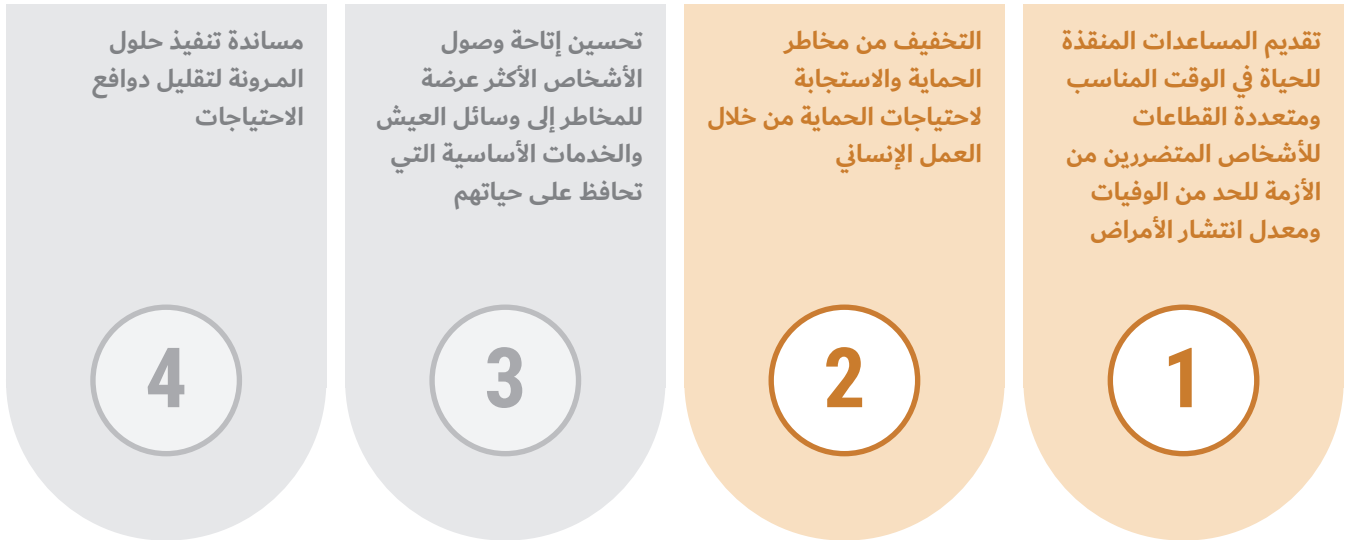 تقديم المساعدات المنقذة
للحياة في الوقت المناسب
ومتعددة القطاعات
للأشخاص المتضررين من
الأزمة للحد من الوفيات
ومعدل انتشار الأمراض
1
التخفيف من مخاطر
الحماية والاستجابة
لاحتياجات الحماية من خلال
العمل الإنساني
2
تحسين إتاحة وصول
الأشخاص الأكثر عرضة
للمخاطر إلى وسائل العيش
والخدمات الأساسية التي
تحافظ على حياتهم
3
مساندة تنفيذ حلول
المرونة لتقليل دوافع
الاحتياجات
4